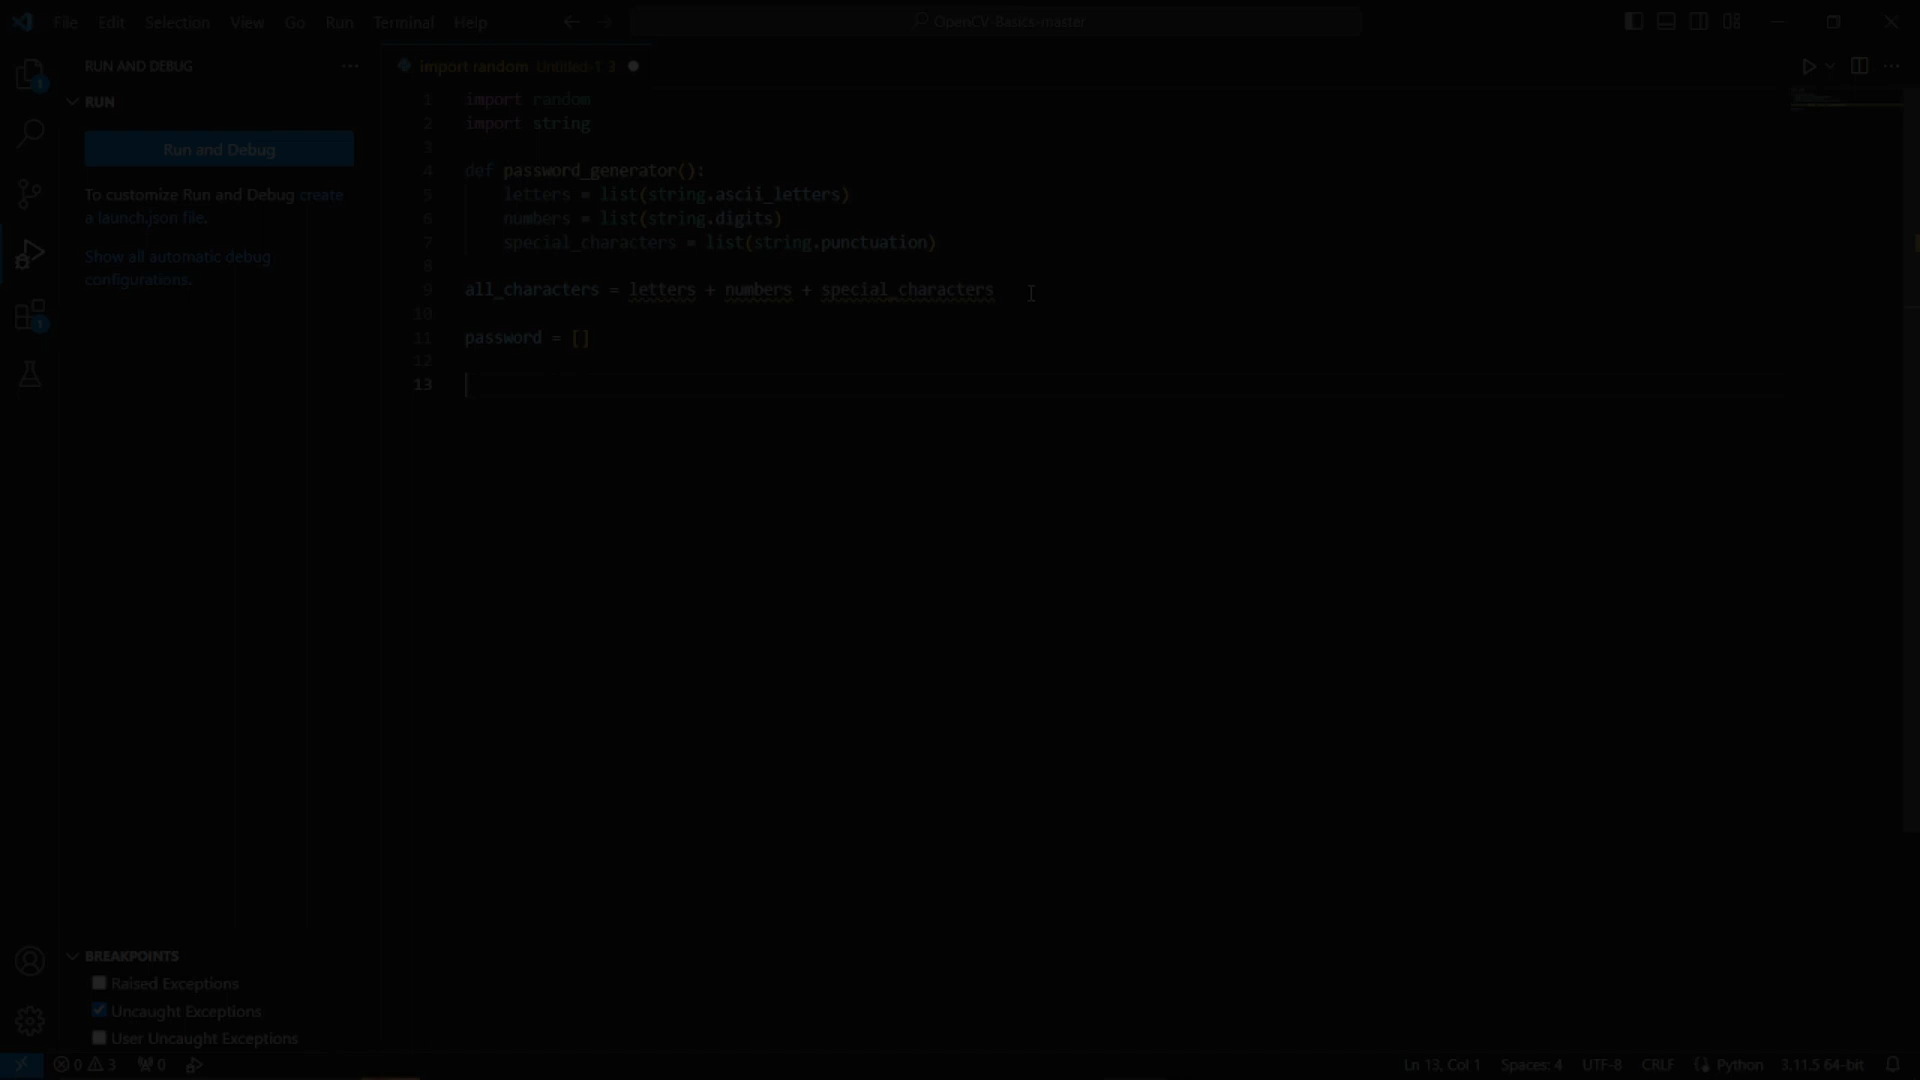 File Edit Selection View Go Run Terminal Help
OpenCV-Basics-master
RUN AND DEBUG
import random Untitled-1 3
RUN
Run and Debug
To customize Run and Debug create
a launch.json file.
Show all automatic debug
configurations.
1 import random
2 import string
3
4 def password_generator():
5 letters = list(string.ascii_letters)
6 numbers = list(string.digits)
7 special_characters = list(string.punctuation)
8
9 all_characters = letters + numbers + special_characters
10
11 password = []
12
13
1
1
BREAKPOINTS
Raised Exceptions
Uncaught Exceptions
User Uncaught Exceptions
0 3 0
Ln 13, Col 1 Spaces: 4 UTF-8 CRLF Python 3.11.5 64-bit